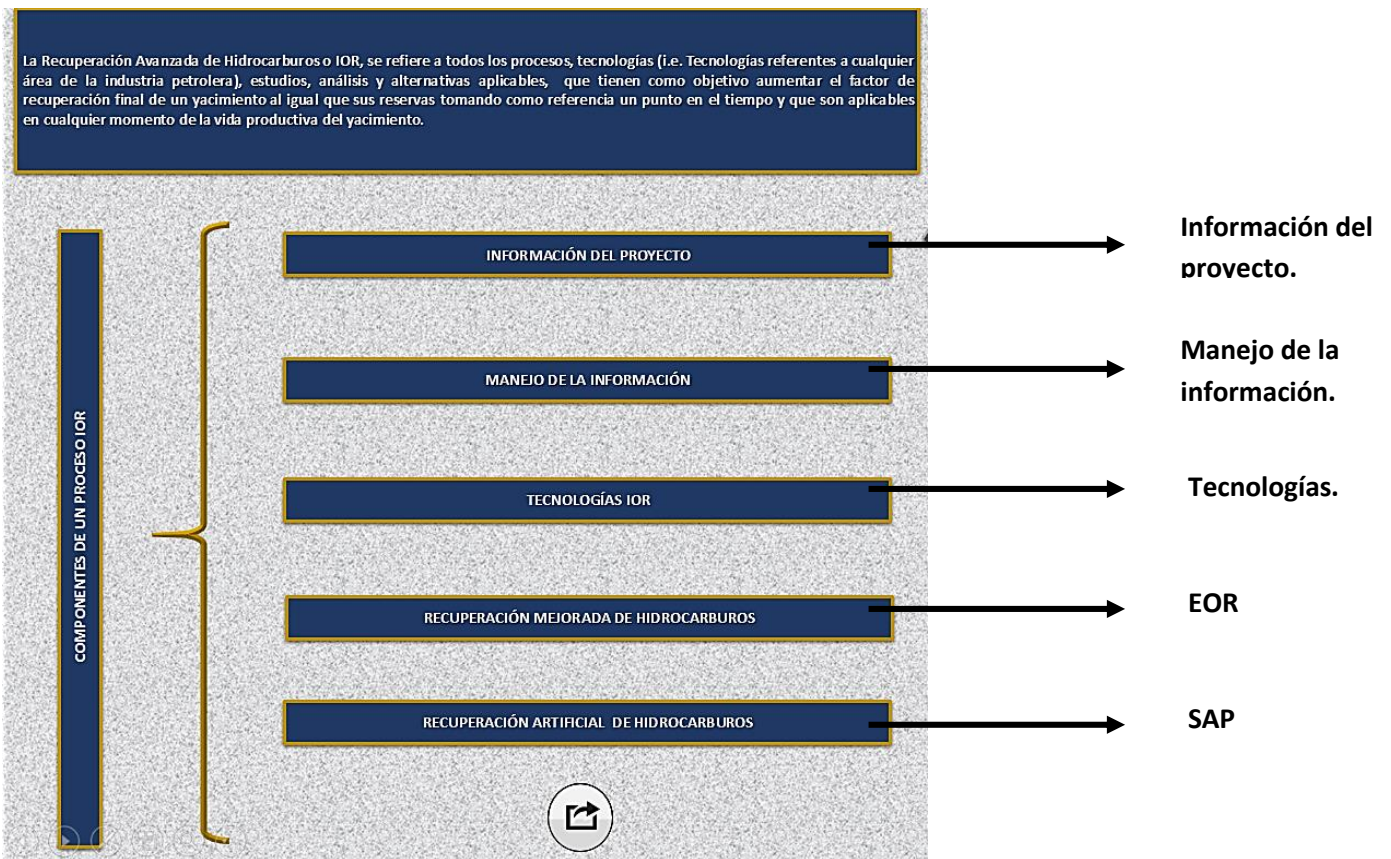 La Recuperación Avanzada de Hidrocarburos o IOR, se refiere a todos los procesos, tecnologías (i.e. Tecnologías referentes a cualquier
área de la industria petrolera), estudios, análisis y alternativas aplicables, que tienen como objetivo aumentar el factor de
recuperación final de un yacimiento al igual que sus reservas tomando como referencia un punto en el tiempo y que son aplicables
en cualquier momento de la vida productiva del yacimiento.
COMPONENTES DE UN PROCESO IOR
INFORMACIÓN DEL PROYECTO
Información del
proyecto.
MANEJO DE LA INFORMACIÓN
Manejo de la
información.
TECNOLOGÍAS IOR
Tecnologías.
RECUPERACIÓN MEJORADA DE HIDROCARBUROS
EOR
RECUPERACIÓN ARTIFICIAL DE HIDROCARBUROS
SAP